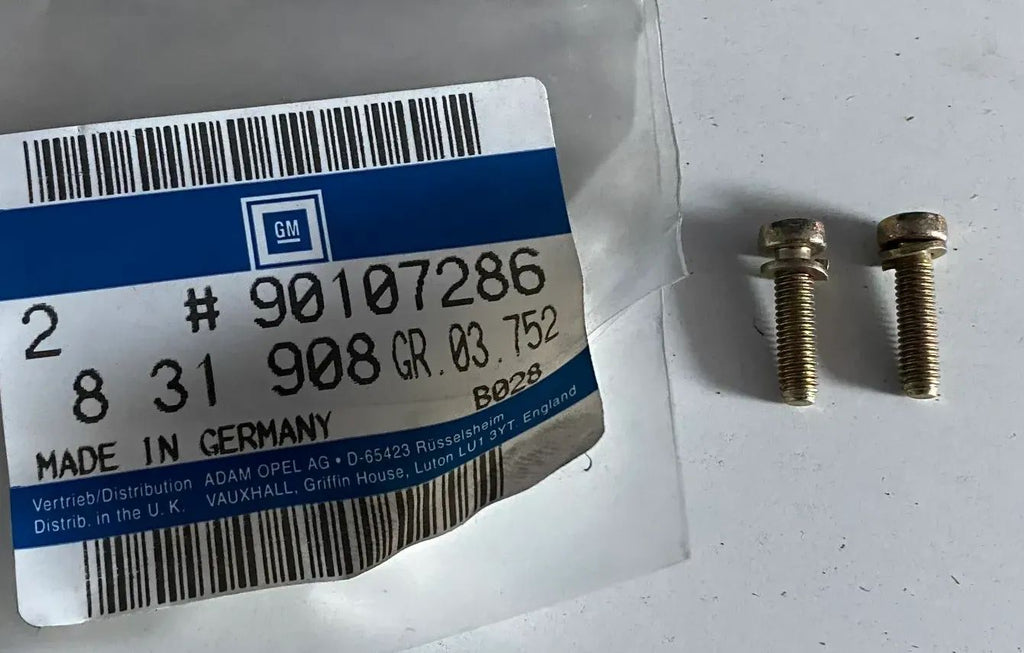 GM
2 # 90107286
8 31 908 GR. 03.752
MADE IN GERMANY B028
Vertrieb/Distribution ADAM OPEL AG • D-65423 Rüsselsheim
Distrib. in the U. K. VAUXHALL, Griffin House, Luton LU1 3YT. England